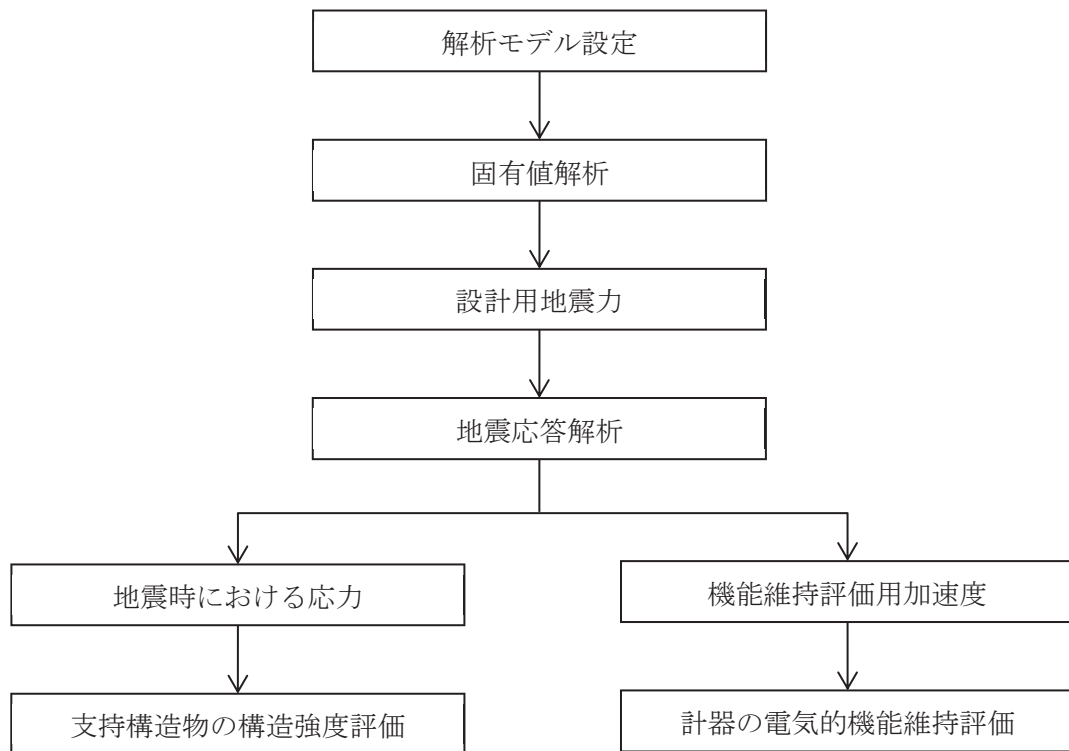 解析モデル設定
固有値解析
設計用地震力
地震応答解析
地震時における応力
機能維持評価用加速度
支持構造物の構造強度評価
計器の電気的機能維持評価